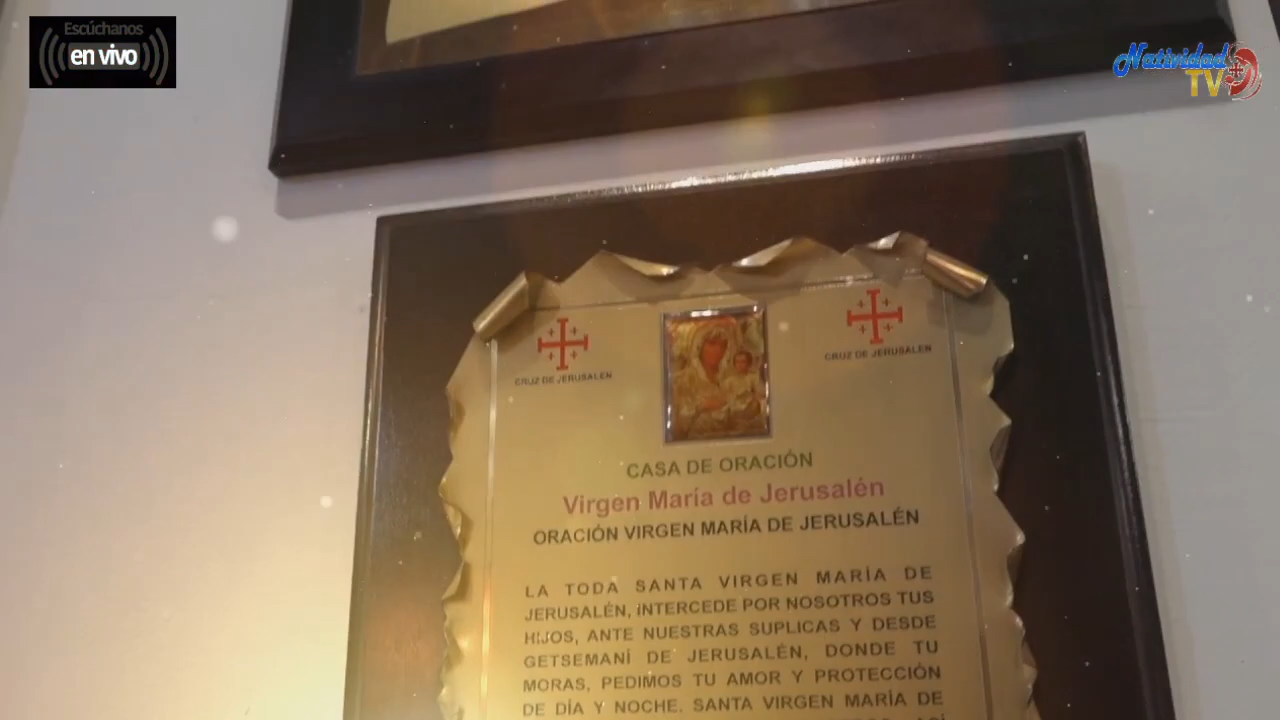 Escúchanos
en vivo
Natividad
TV
CRUZ DE JERUSALEN
CRUZ DE JERUSALEN
CASA DE ORACIÓN
Virgen María de Jerusalén
ORACIÓN VIRGEN MARÍA DE JERUSALÉN
LA TODA SANTA VIRGEN MARÍA DE
JERUSALÉN, INTERCEDE POR NOSOTROS TUS
HIJOS, ANTE NUESTRAS SUPLICAS Y DESDE
GETSEMANÍ DE JERUSALÉN, DONDE TU
MORAS, PEDIMOS TU AMOR Y PROTECCIÓN
DE DÍA Y NOCHE. SANTA VIRGEN MARÍA DE